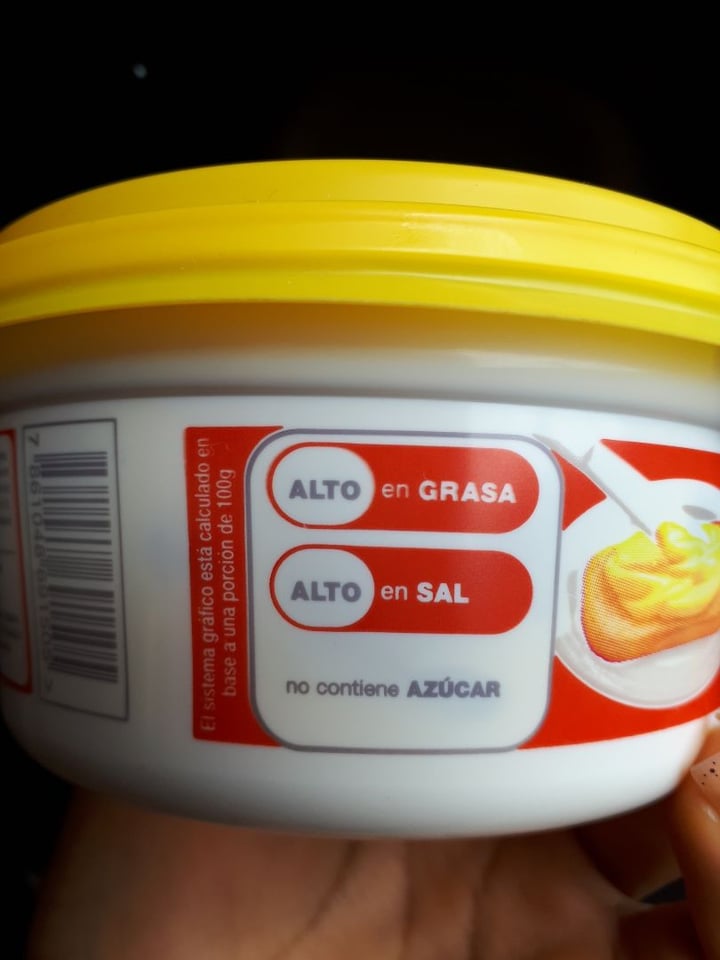 El sistema gráfico está calculado en
base a una porción de 100g
ALTO en GRASA
ALTO en SAL
no contiene AZÚCAR